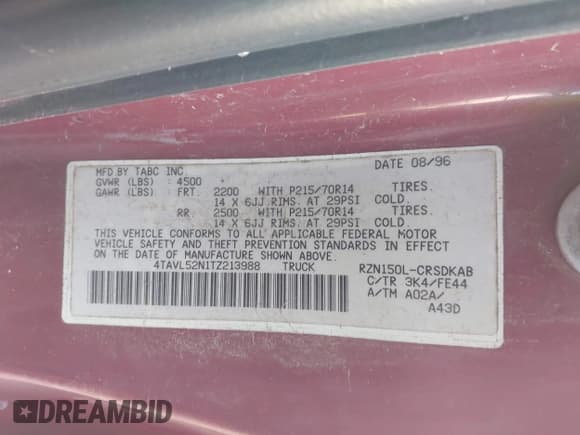 MFD.BY TABC INC. DATE 08/96
GVWR (LBS): 4500
GAWR (LBS): FRT. 2200 WITH P215/70R14 TIRES.
14 X 6JJ RIMS. AT 29PSI COLD.
RR 2500 WITH P215/70R14 TIRES.
14 X 6JJ RIMS. AT 29PSI COLD.
THIS VEHICLE CONFORMS TO ALL APPLICABLE FEDERAL MOTOR
VEHICLE SAFETY AND THEFT PREVENTION STANDARDS IN EFFECT
ON THE DATE OF MANUFACTURE SHOWN ABOVE.
4TAVL52N1TZ213988 TRUCK RZN150L-CRSDKAB
C/TR 3K4/FE44
A/TM A02A/
A43D
DREAMBID